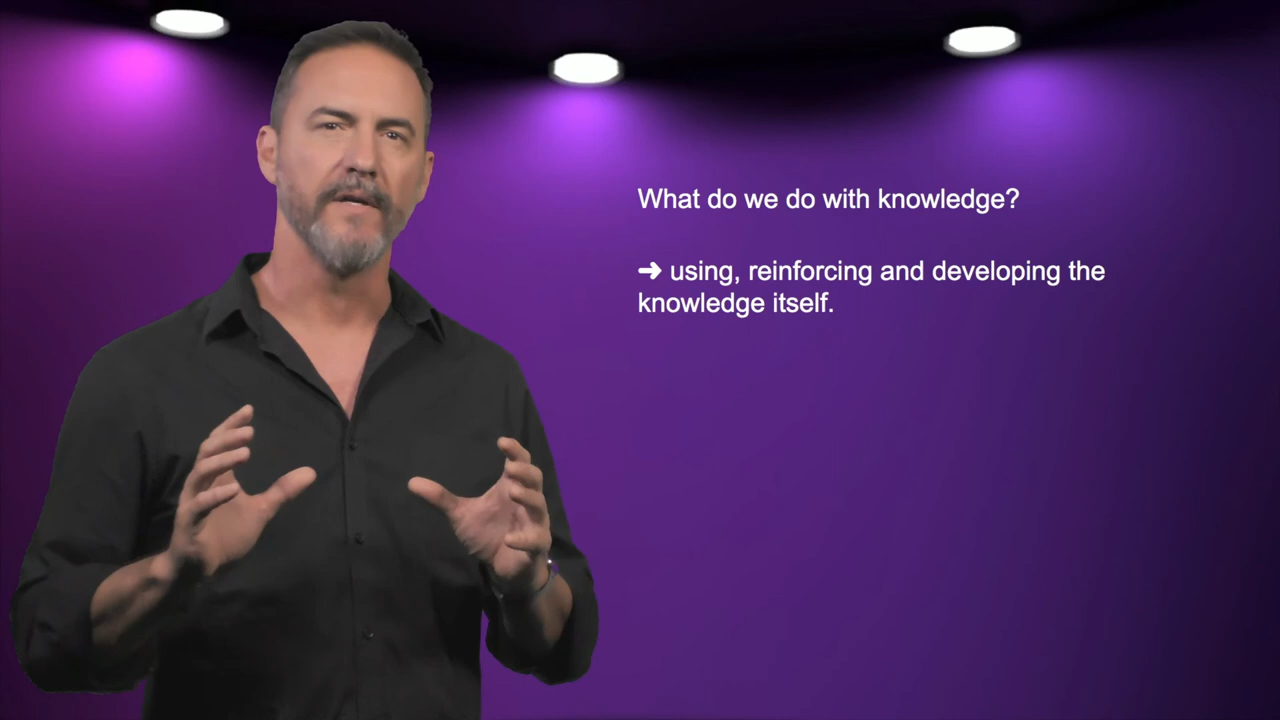 What do we do with knowledge?
➜ using, reinforcing and developing the
knowledge itself.